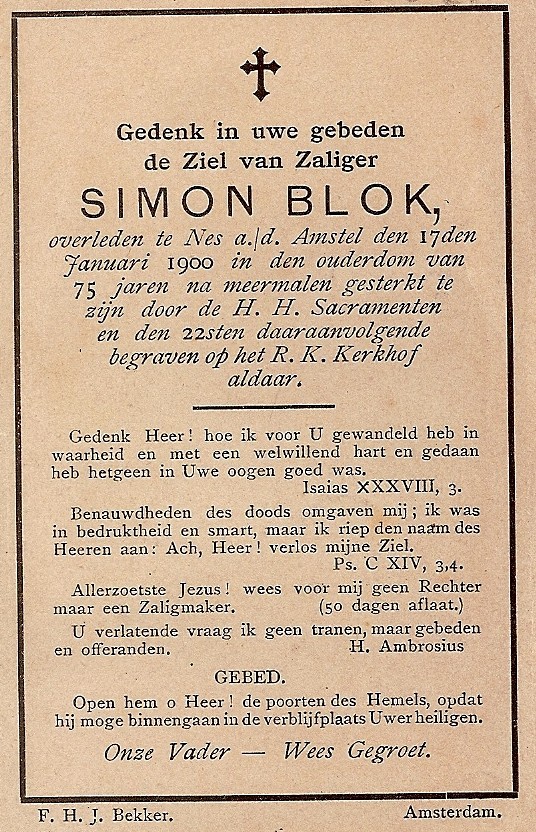 Gedenk in uwe gebeden
de Ziel van Zaliger
SIMON BLOK,
overleden te Nes a./d. Amstel den 17den
Januari 1900 in den ouderdom van
75 jaren na meermalen gesterkt te
zijn door de H. H. Sacramenten
en den 22sten daaraanvolgende
begraven op het R. K. Kerkhof
aldaar.
Gedenk Heer! hoe ik voor U gewandeld heb in
waarheid en met een welwillend hart en gedaan
heb hetgeen in Uwe oogen goed was.
Isaias XXXVIII, 3.
Benauwdheden des doods omgaven mij; ik was
in bedruktheid en smart, maar ik riep den naam des
Heeren aan: Ach, Heer! verlos mijne Ziel.
Ps. C XIV, 3,4.
Allerzoetste Jezus! wees voor mij geen Rechter
maar een Zaligmaker. (50 dagen aflaat.)
U verlatende vraag ik geen tranen, maar gebeden
en offeranden. H. Ambrosius
GEBED.
Open hem o Heer! de poorten des Hemels, opdat
hij moge binnengaan in de verblijfplaats Uwer heiligen.
Onze Vader — Wees Gegroet.
F. H. J. Bekker. Amsterdam.